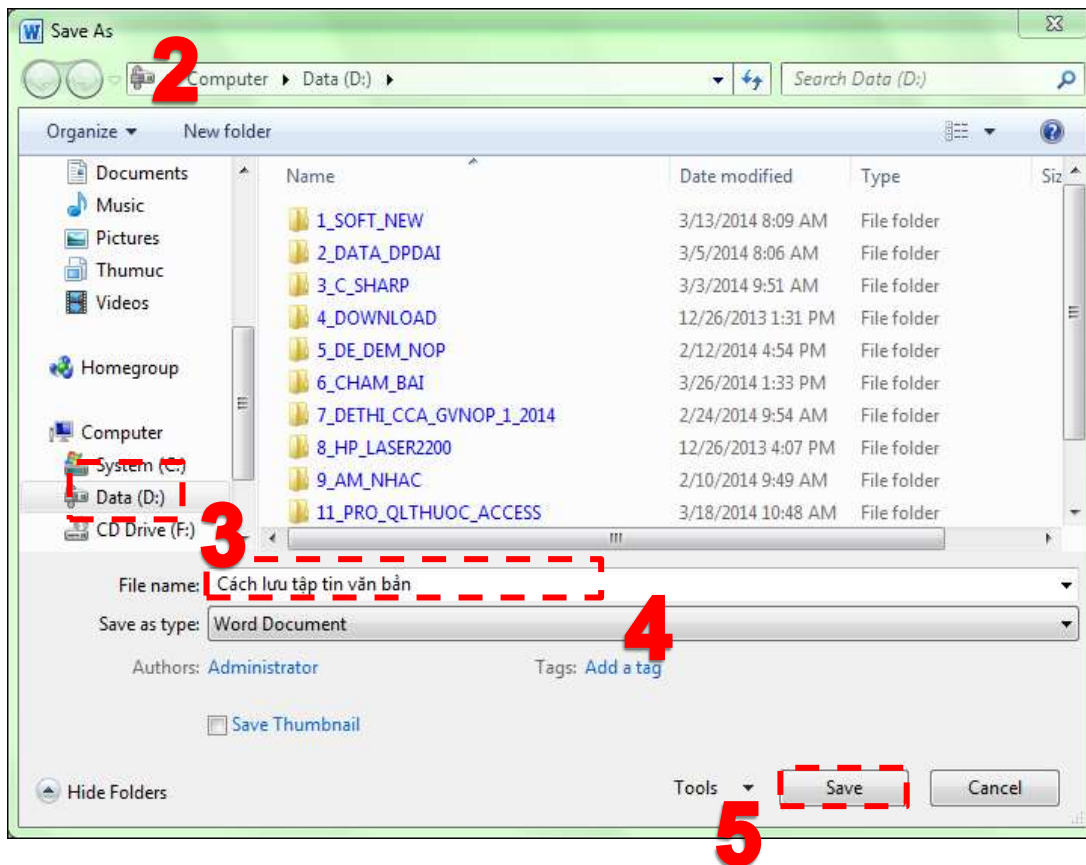 Save As
2
Computer ▸ Data (D:) ▸ Search Data (D:)
Organize New folder
Documents
Music
Pictures
Thumuc
Videos
Homegroup
Computer
System (C:)
Data (D:)
CD Drive (F:)
3
Name Date modified Type Siz
1_SOFT_NEW 3/13/2014 8:09 AM File folder
2_DATA_DPDAI 3/5/2014 8:06 AM File folder
3_C_SHARP 3/3/2014 9:51 AM File folder
4_DOWNLOAD 12/26/2013 1:31 PM File folder
5_DE_DEM_NOP 2/12/2014 4:54 PM File folder
6_CHAM_BAI 3/26/2014 1:33 PM File folder
7_DETHI_CCA_GVNOP_1_2014 2/24/2014 9:54 AM File folder
8_HP_LASER2200 12/26/2013 4:07 PM File folder
9_AM_NHAC 2/10/2014 9:49 AM File folder
11_PRO_QLTHUOC_ACCESS 3/18/2014 10:48 AM File folder
File name: Cách lưu tập tin văn bản
4
Save as type: Word Document
Authors: Administrator Tags: Add a tag
Save Thumbnail
Hide Folders Tools Save Cancel
5